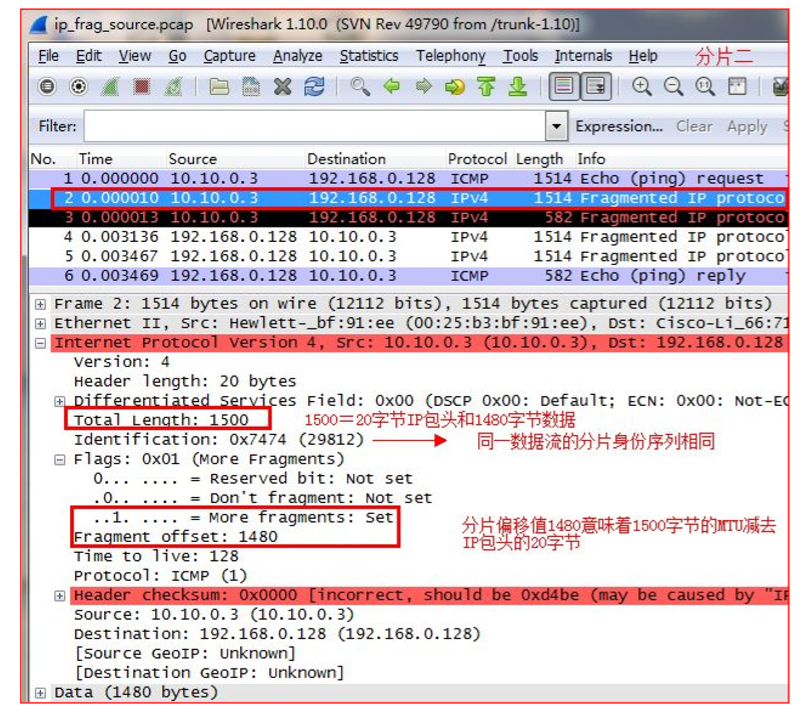 ip_frag_source.pcap [Wireshark 1.10.0 (SVN Rev 49790 from /trunk-1.10)]
File Edit View Go Capture Analyze Statistics Telephony Tools Internals Help 分片二
Filter: Expression... Clear Apply
No. Time Source Destination Protocol Length Info
1 0.000000 10.10.0.3 192.168.0.128 ICMP 1514 Echo (ping) request
2 0.000010 10.10.0.3 192.168.0.128 IPv4 1514 Fragmented IP protoco
3 0.000013 10.10.0.3 192.168.0.128 IPv4 582 Fragmented IP protoco
4 0.003136 192.168.0.128 10.10.0.3 IPv4 1514 Fragmented IP protoco
5 0.003467 192.168.0.128 10.10.0.3 IPv4 1514 Fragmented IP protocol
6 0.003469 192.168.0.128 10.10.0.3 ICMP 582 Echo (ping) reply
Frame 2: 1514 bytes on wire (12112 bits), 1514 bytes captured (12112 bits)
Ethernet II, Src: Hewlett-_bf:91:ee (00:25:b3:bf:91:ee), Dst: Cisco-Li_66:71
Internet Protocol Version 4, Src: 10.10.0.3 (10.10.0.3), Dst: 192.168.0.128
Version: 4
Header length: 20 bytes
Differentiated Services Field: 0x00 (DSCP 0x00: Default; ECN: 0x00: Not-EC
Total Length: 1500 1500＝20字节IP包头和1480字节数据
Identification: 0x7474 (29812) 同一数据流的分片身份序列相同
Flags: 0x01 (More Fragments)
0... .... = Reserved bit: Not set
.0.. .... = Don't fragment: Not set
..1. .... = More fragments: Set
Fragment offset: 1480
分片偏移值1480意味着1500字节的MTU减去
IP包头的20字节
Time to live: 128
Protocol: ICMP (1)
Header checksum: 0x0000 [incorrect, should be 0xd4be (may be caused by "IP
Source: 10.10.0.3 (10.10.0.3)
Destination: 192.168.0.128 (192.168.0.128)
[Source GeoIP: Unknown]
[Destination GeoIP: Unknown]
Data (1480 bytes)